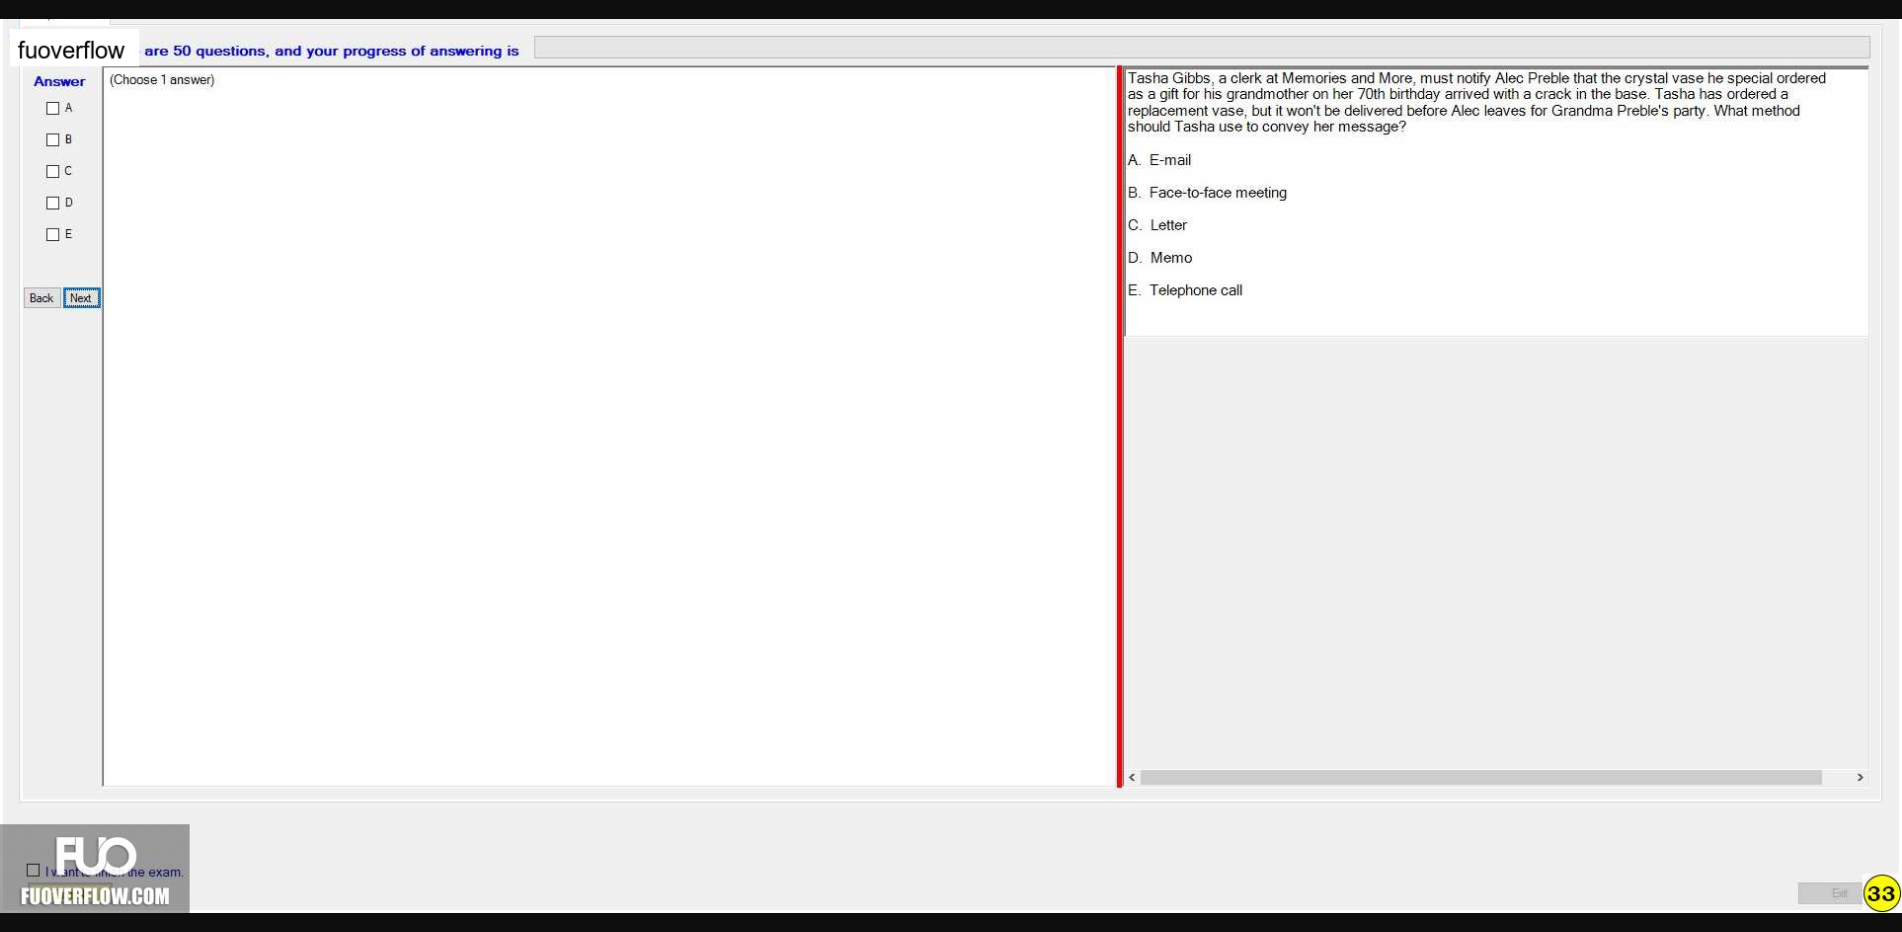 fuoverflow are 50 questions, and your progress of answering is
Answer
(Choose 1 answer)
A
B
C
D
E
Back Next
Tasha Gibbs, a clerk at Memories and More, must notify Alec Preble that the crystal vase he special ordered
as a gift for his grandmother on her 70th birthday arrived with a crack in the base. Tasha has ordered a
replacement vase, but it won't be delivered before Alec leaves for Grandma Preble's party. What method
should Tasha use to convey her message?
A. E-mail
B. Face-to-face meeting
C. Letter
D. Memo
E. Telephone call
FUO
I want to finish the exam.
FUOVERFLOW.COM
Exit
33